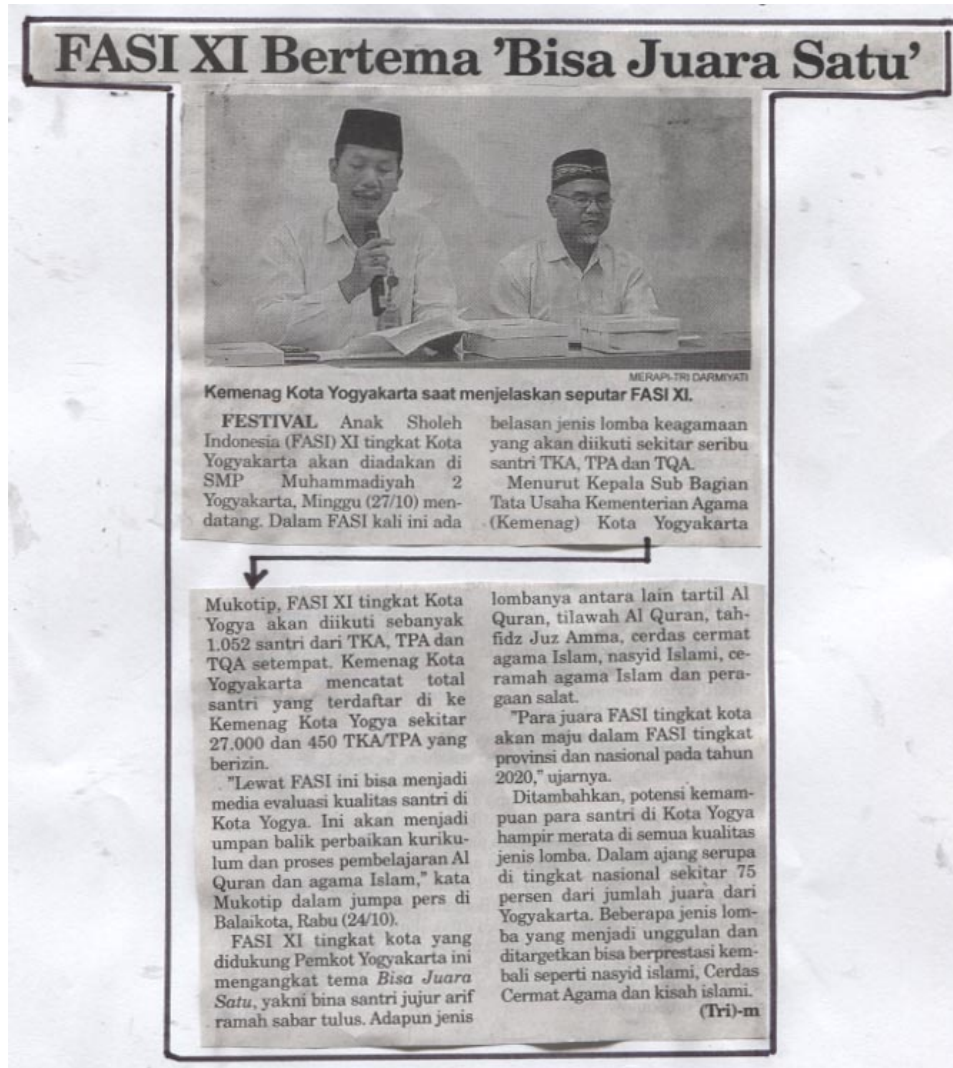 FASI XI Bertema 'Bisa Juara Satu'
MERAPI-TRI DARMIYATI
Kemenag Kota Yogyakarta saat menjelaskan seputar FASI XI.
FESTIVAL Anak Sholeh
Indonesia (FASI) XI tingkat Kota
Yogyakarta akan diadakan di
SMP Muhammadiyah 2
Yogyakarta, Minggu (27/10) men-
datang. Dalam FASI kali ini ada
belasan jenis lomba keagamaan
yang akan diikuti sekitar seribu
santri TKA, TPA dan TQA.
Menurut Kepala Sub Bagian
Tata Usaha Kementerian Agama
(Kemenag) Kota Yogyakarta
Mukotip, FASI XI tingkat Kota
Yogya akan diikuti sebanyak
1.052 santri dari TKA, TPA dan
TQA setempat. Kemenag Kota
Yogyakarta mencatat total
santri yang terdaftar di ke
Kemenag Kota Yogya sekitar
27.000 dan 450 TKA/TPA yang
berizin.
"Lewat FASI ini bisa menjadi
media evaluasi kualitas santri di
Kota Yogya. Ini akan menjadi
umpan balik perbaikan kuriku-
lum dan proses pembelajaran Al
Quran dan agama Islam," kata
Mukotip dalam jumpa pers di
Balaikota, Rabu (24/10).
FASI XI tingkat kota yang
didukung Pemkot Yogyakarta ini
mengangkat tema Bisa Juara
Satu, yakni bina santri jujur arif
ramah sabar tulus. Adapun jenis
lombanya antara lain tartil Al
Quran, tilawah Al Quran, tah-
fidz Juz Amma, cerdas cermat
agama Islam, nasyid Islami, ce-
ramah agama Islam dan pera-
gaan salat.
"Para juara FASI tingkat kota
akan maju dalam FASI tingkat
provinsi dan nasional pada tahun
2020," ujarnya.
Ditambahkan, potensi kemam-
puan para santri di Kota Yogya
hampir merata di semua kualitas
jenis lomba. Dalam ajang serupa
di tingkat nasional sekitar 75
persen dari jumlah juara dari
Yogyakarta. Beberapa jenis lom-
ba yang menjadi unggulan dan
ditargetkan bisa berprestasi kem-
bali seperti nasyid islami, Cerdas
Cermat Agama dan kisah islami.
(Tri)-m